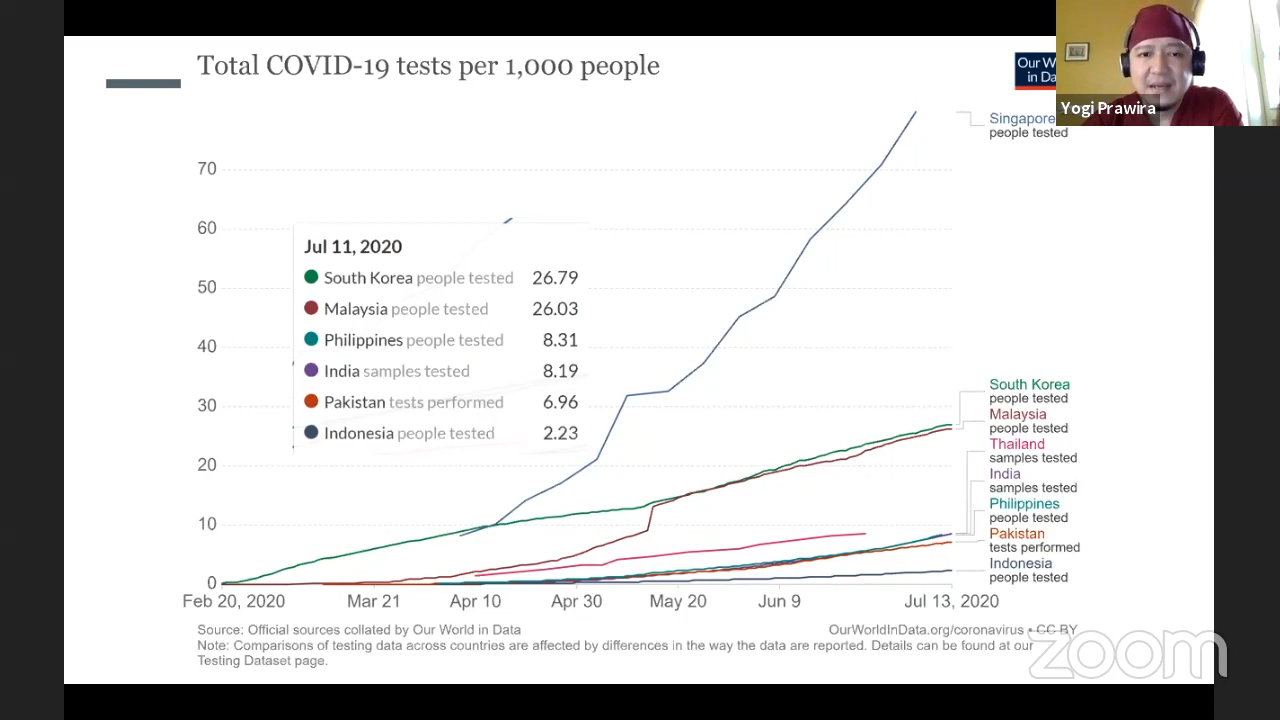 Total COVID-19 tests per 1,000 people
Our W
in Da
Yogi Prawira
Singapore
people tested
70
60
50
40
30
20
10
0
Jul 11, 2020
South Korea people tested 26.79
Malaysia people tested 26.03
Philippines people tested 8.31
India samples tested 8.19
Pakistan tests performed 6.96
Indonesia people tested 2.23
South Korea
people tested
Malaysia
people tested
Thailand
samples tested
India
samples tested
Philippines
people tested
Pakistan
tests performed
Indonesia
people tested
Feb 20, 2020 Mar 21 Apr 10 Apr 30 May 20 Jun 9 Jul 13, 2020
Source: Official sources collated by Our World in Data
OurWorldInData.org/coronavirus • CC BY
Note: Comparisons of testing data across countries are affected by differences in the way the data are reported. Details can be found at our
Testing Dataset page.
zoom